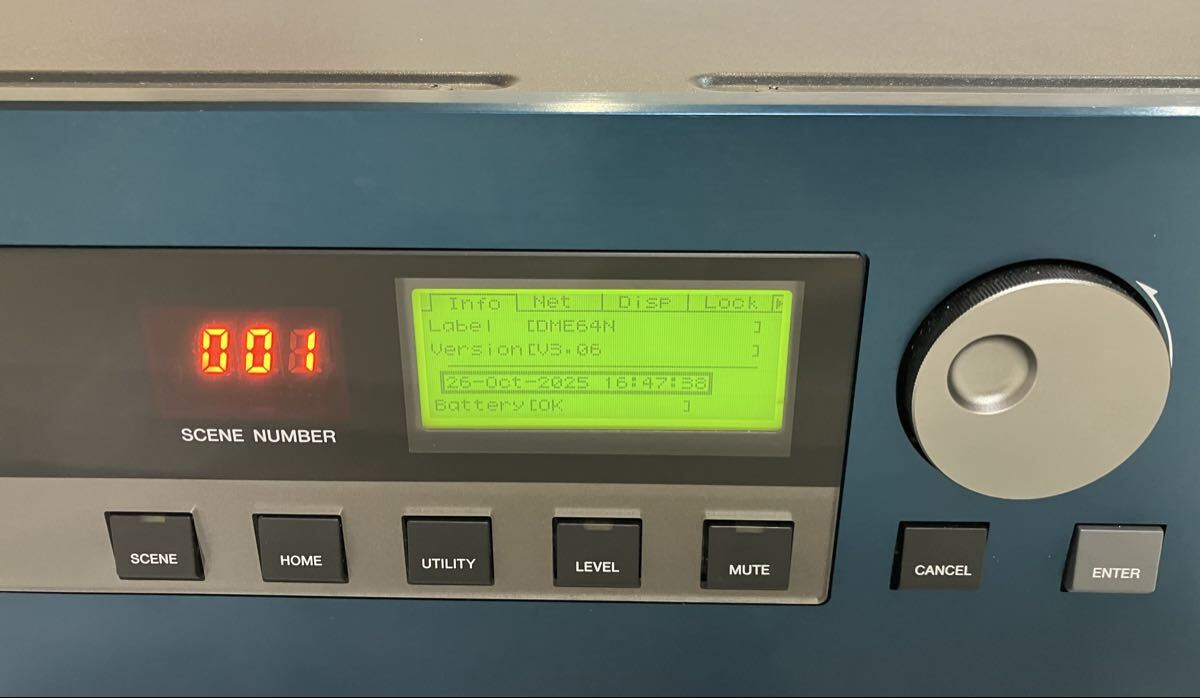 Info Net Disp Lock
Label [DME64N ]
Version[V3.06 ]
26-Oct-2025 16:47:38
Battery[OK ]
001
SCENE NUMBER
SCENE HOME UTILITY LEVEL MUTE CANCEL ENTER